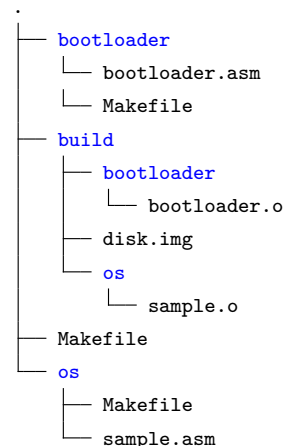 .
├── bootloader
│   └── bootloader.asm
│   └── Makefile
├── build
│   ├── bootloader
│   │   └── bootloader.o
│   ├── disk.img
│   └── os
│       └── sample.o
├── Makefile
└── os
    ├── Makefile
    └── sample.asm